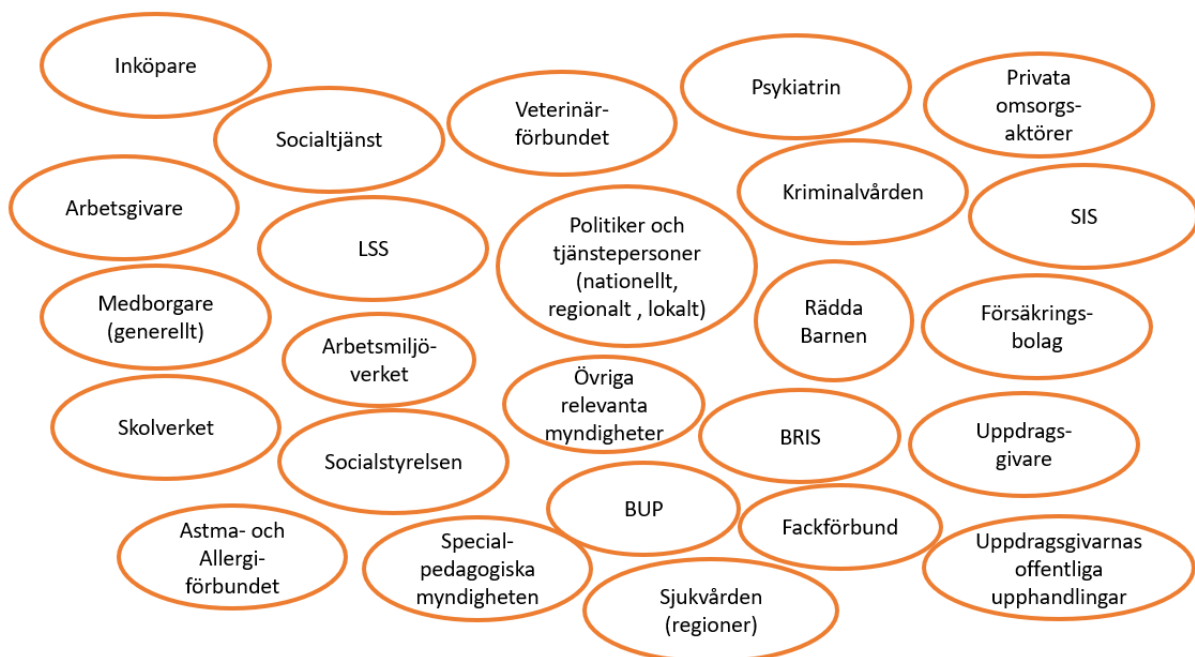 Inköpare
Socialtjänst
Veterinär-
förbundet
Psykiatrin
Privata
omsorgs-
aktörer
Arbetsgivare
LSS
Politiker och
tjänstepersoner
(nationellt,
regionalt , lokalt)
Kriminalvården
SIS
Medborgare
(generellt)
Arbetsmiljö-
verket
Rädda
Barnen
Försäkrings-
bolag
Skolverket
Socialstyrelsen
Övriga
relevanta
myndigheter
BRIS
Uppdrags-
givare
Astma- och
Allergi-
förbundet
Special-
pedagogiska
myndigheten
BUP
Fackförbund
Sjukvården
(regioner)
Uppdragsgivarnas
offentliga
upphandlingar